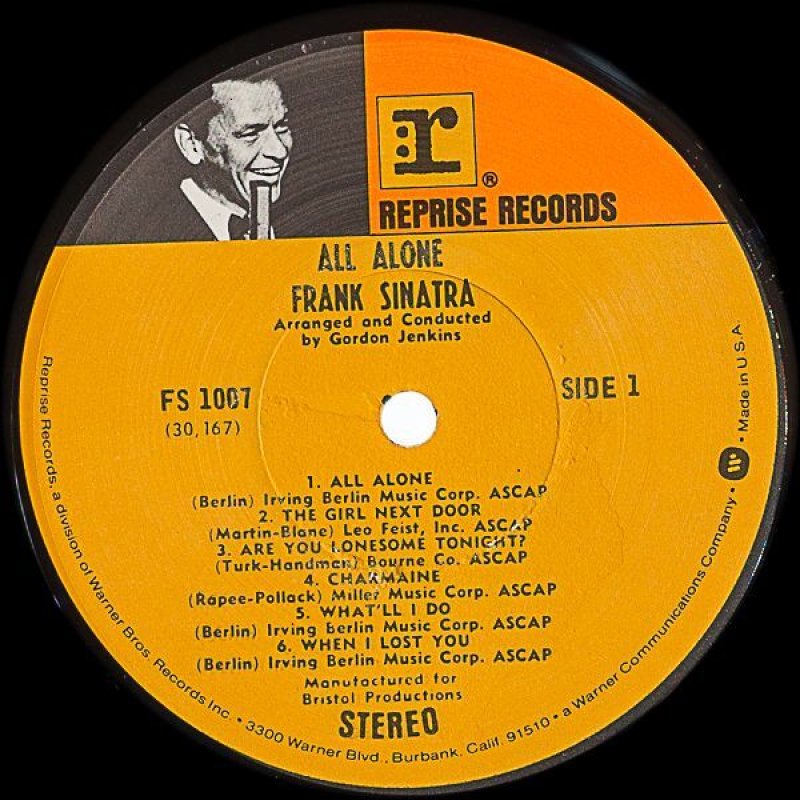 r ®
REPRISE RECORDS
ALL ALONE
FRANK SINATRA
Arranged and Conducted
by Gordon Jenkins
FS 1007
(30,167)
SIDE 1
1. ALL ALONE
(Berlin) Irving Berlin Music Corp. ASCAP
2. THE GIRL NEXT DOOR
(Martin-Blane) Leo Feist, Inc. ASCAP
3. ARE YOU LONESOME TONIGHT?
(Turk-Handman) Bourne Co. ASCAP
4. CHARMAINE
(Rapee-Pollack) Miller Music Corp. ASCAP
5. WHAT'LL I DO
(Berlin) Irving Berlin Music Corp. ASCAP
6. WHEN I LOST YOU
(Berlin) Irving Berlin Music Corp. ASCAP
Manufactured for
Bristol Productions
STEREO
Reprise Records, a division of Warner Bros. Records Inc. • 3300 Warner Blvd., Burbank, Calif. 91510 • a Warner Communications Company • W • Made in U.S.A.